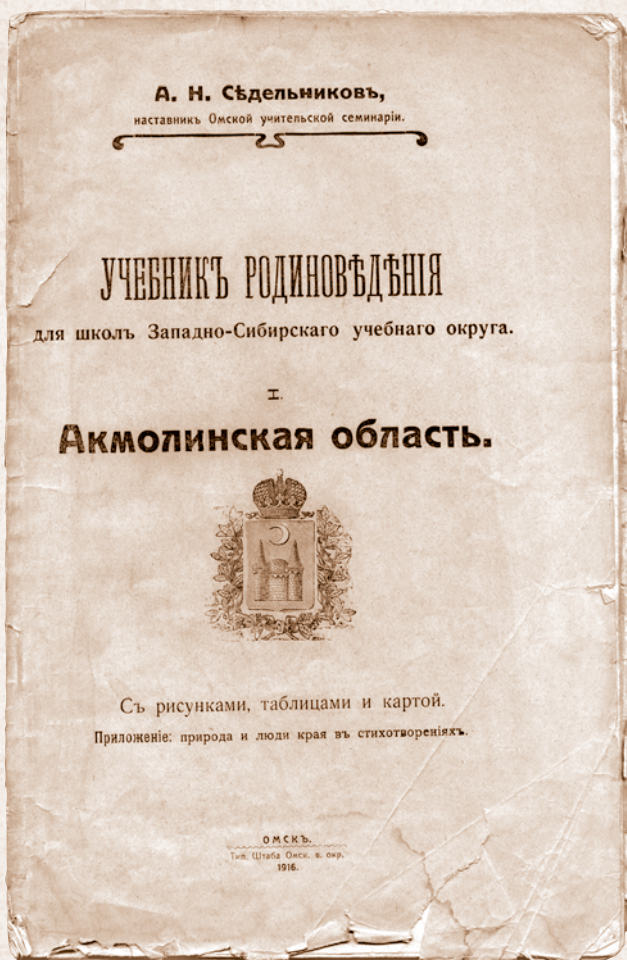 А. Н. Сѣдельниковъ,
наставникъ Омской учительской семинаріи.
УЧЕБНИКЪ РОДИНОВѢДѢНІЯ
для школъ Западно-Сибирскаго учебнаго округа.
I.
Акмолинская область.
Съ рисунками, таблицами и картой.
Приложеніе: природа и люди края въ стихотвореніяхъ.
ОМСКЪ.
Тип. Штаба Омск. в. окр.
1916.